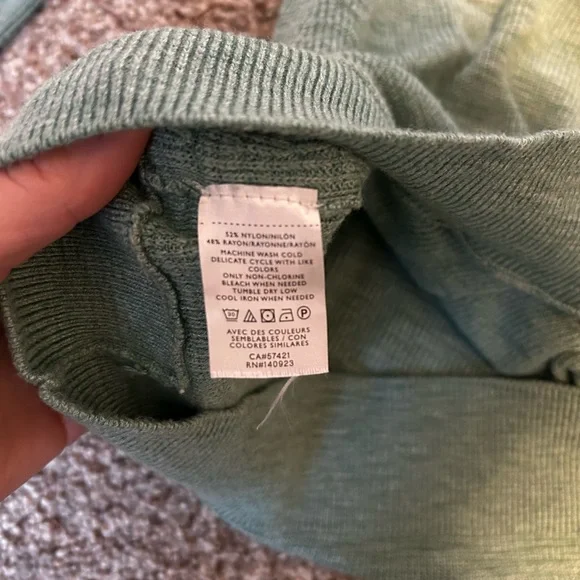 52% NYLON/NILÓN
48% RAYON/RAYONNE/RAYÓN
MACHINE WASH COLD
DELICATE CYCLE WITH LIKE
COLORS
ONLY NON-CHLORINE
BLEACH WHEN NEEDED
TUMBLE DRY LOW
COOL IRON WHEN NEEDED
P
AVEC DES COULEURS
SEMBLABLES / CON
COLORES SIMILARES
CA#57421
RN#140923